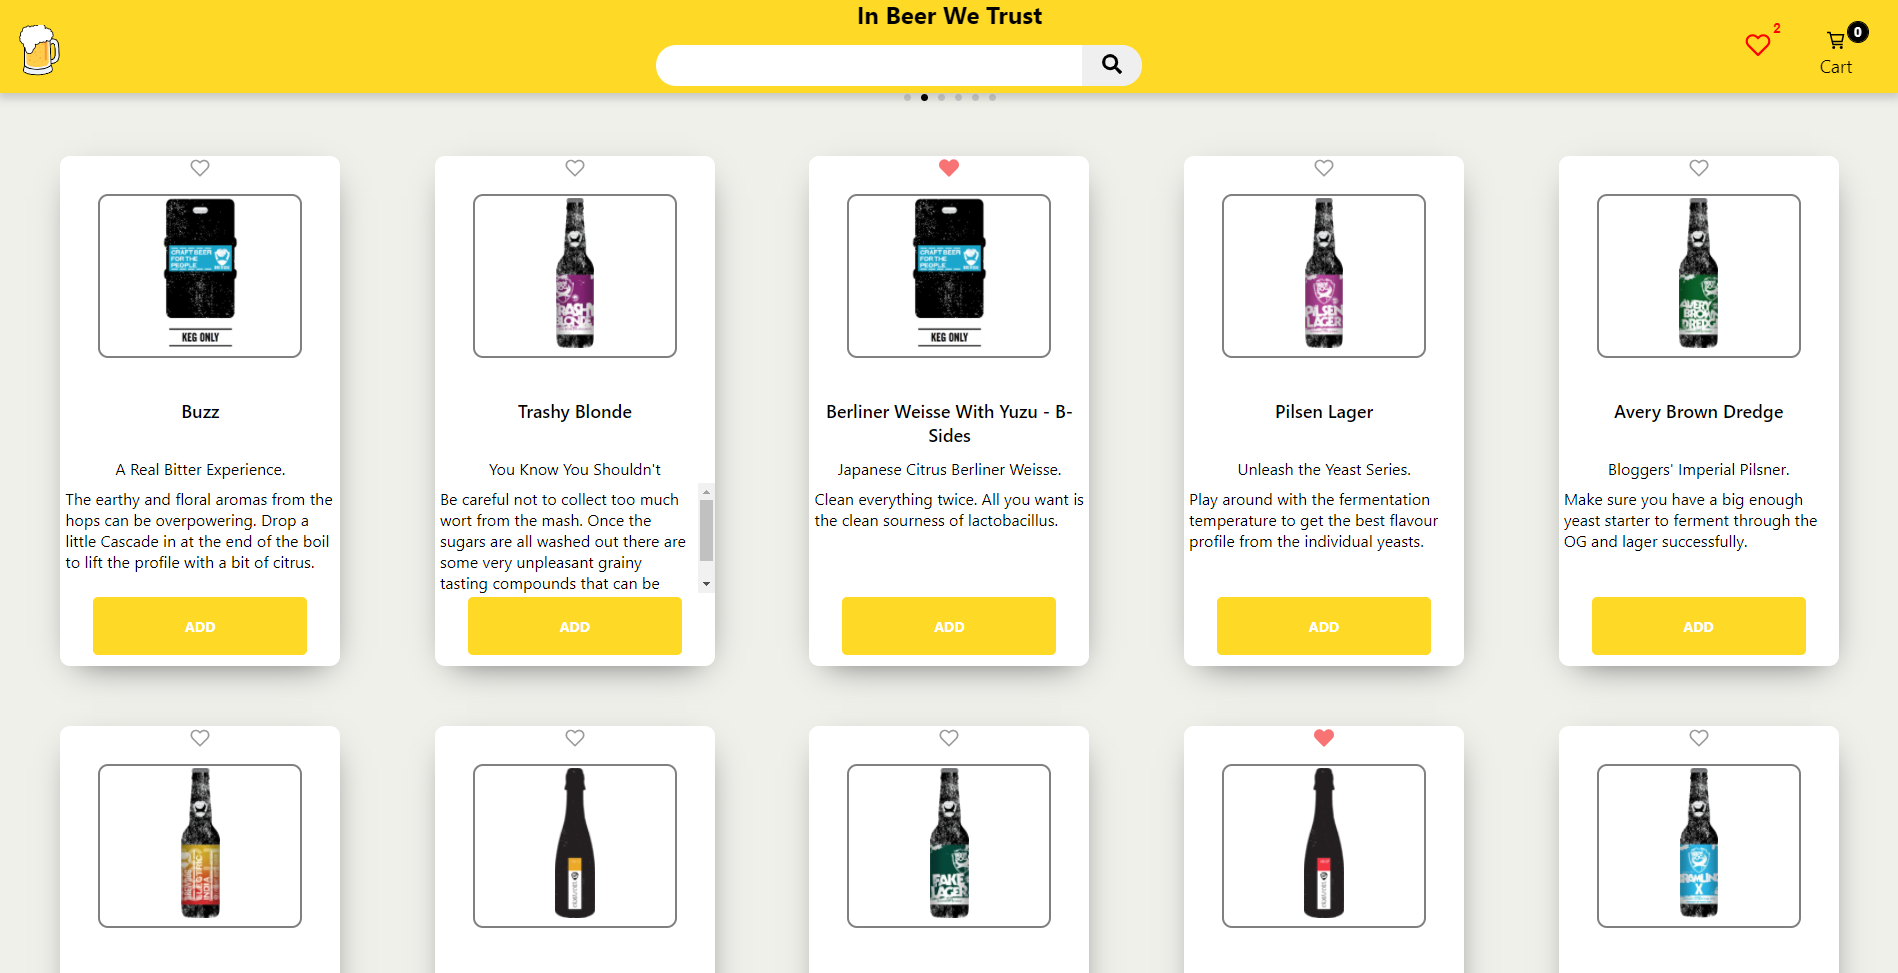 In Beer We Trust
2
0
Cart
CRAFT BEER
FOR THE
PEOPLE
KEG ONLY
TRASHY
BLONDE
CRAFT BEER
FOR THE
PEOPLE
KEG ONLY
PILSEN
LAGER
AVERY
BROWN
DREDGE
Buzz
Trashy Blonde
Berliner Weisse With Yuzu - B-
Sides
Pilsen Lager
Avery Brown Dredge
A Real Bitter Experience.
You Know You Shouldn't
Japanese Citrus Berliner Weisse.
Unleash the Yeast Series.
Bloggers' Imperial Pilsner.
The earthy and floral aromas from the
hops can be overpowering. Drop a
little Cascade in at the end of the boil
to lift the profile with a bit of citrus.
Be careful not to collect too much
wort from the mash. Once the
sugars are all washed out there are
some very unpleasant grainy
tasting compounds that can be
Clean everything twice. All you want is
the clean sourness of lactobacillus.
Play around with the fermentation
temperature to get the best flavour
profile from the individual yeasts.
Make sure you have a big enough
yeast starter to ferment through the
OG and lager successfully.
ADD
ADD
ADD
ADD
ADD
ELECTRIC
INDIA
FAKE
LAGER
BRAMLING
X